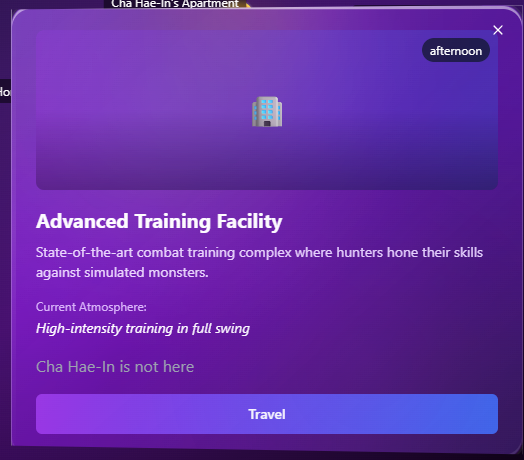 Cha Hae-In's Apartment
afternoon
Advanced Training Facility
State-of-the-art combat training complex where hunters hone their skills
against simulated monsters.
Current Atmosphere:
High-intensity training in full swing
Cha Hae-In is not here
Travel